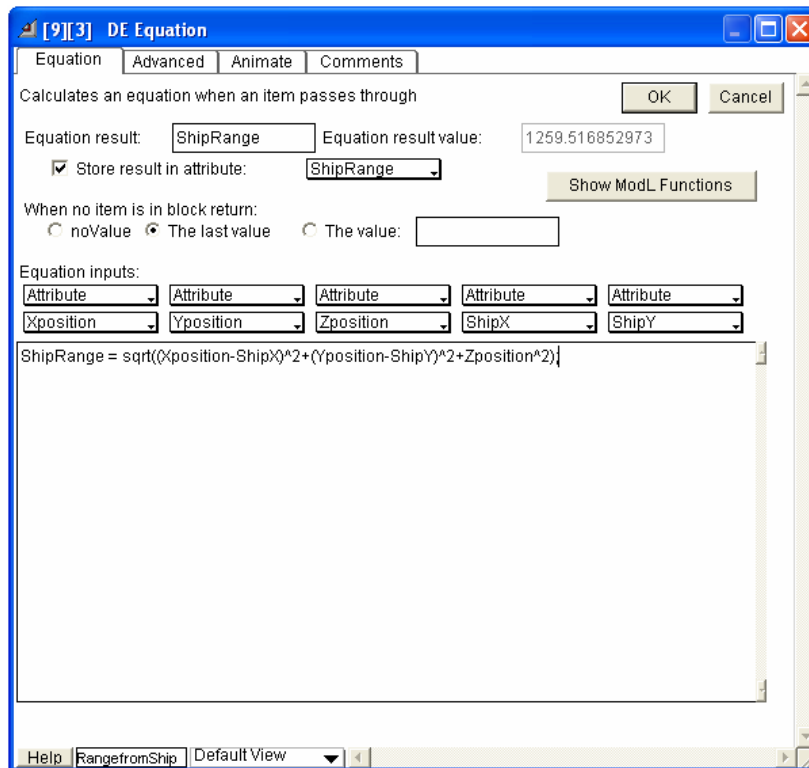 [9][3] DE Equation
Equation Advanced Animate Comments
Calculates an equation when an item passes through OK Cancel
Equation result: ShipRange Equation result value: 1259.516852973
Store result in attribute: ShipRange
Show ModL Functions
When no item is in block return:
noValue The last value The value:
Equation inputs:
Attribute Attribute Attribute Attribute Attribute
Xposition Yposition Zposition ShipX ShipY
ShipRange = sqrt((Xposition-ShipX)^2+(Yposition-ShipY)^2+Zposition^2);
Help RangefromShip Default View